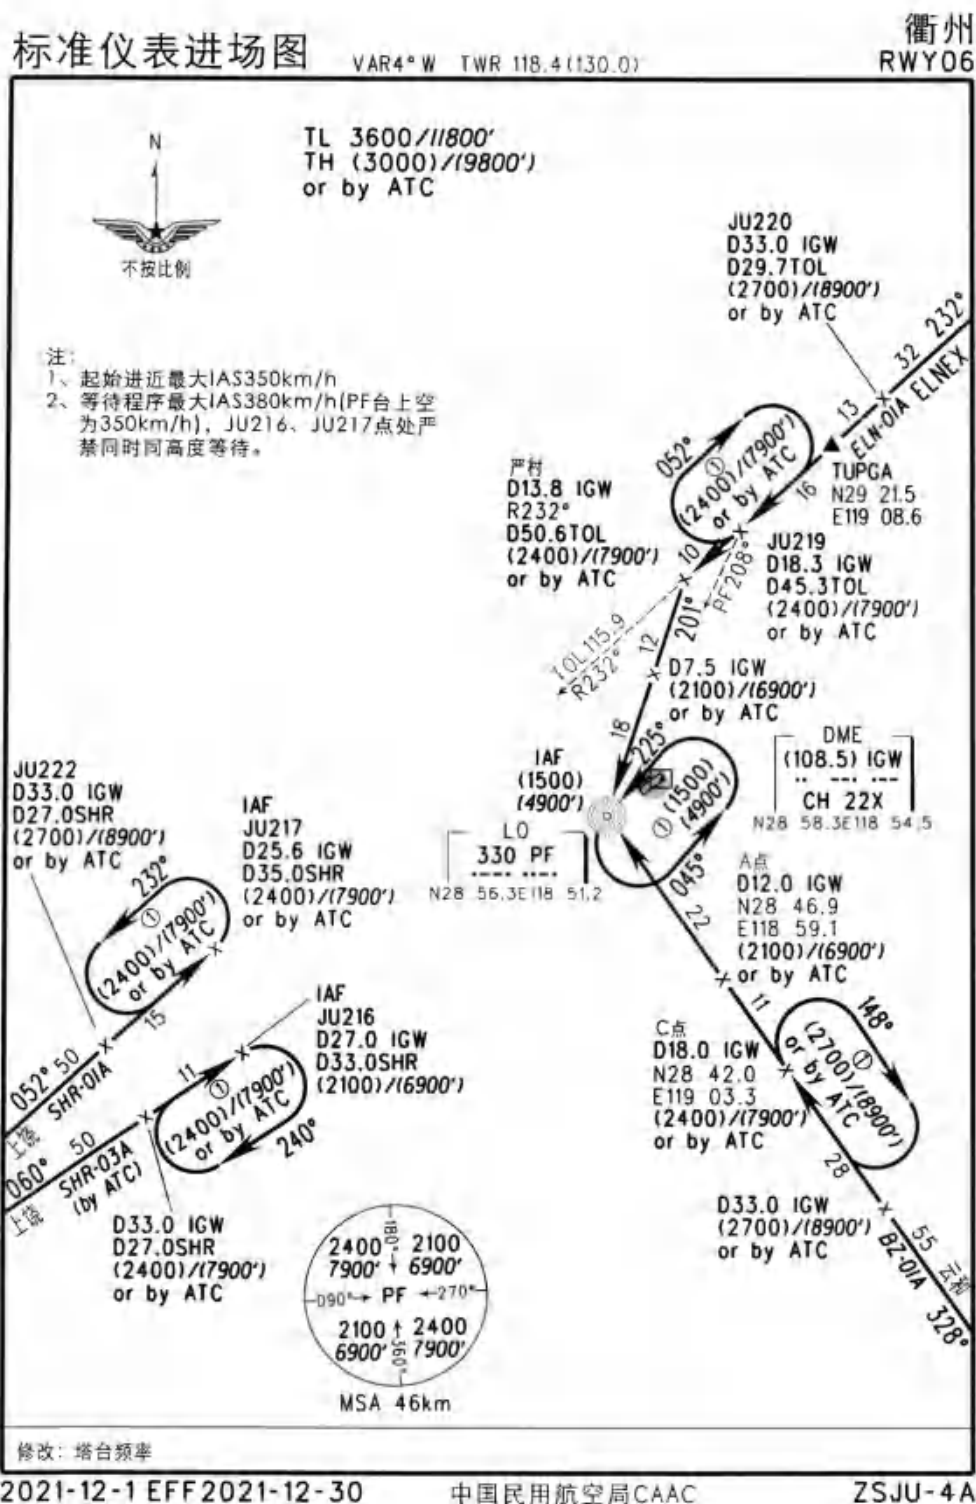 标准仪表进场图
VAR4°W TWR 118.4(130.0)
衢州
RWY06
N
不按比例
TL 3600/11800'
TH (3000)/(9800')
or by ATC
注:
1、起始进近最大IAS350km/h
2、等待程序最大IAS380km/h(PF台上空
为350km/h)，JU216、JU217点处严
禁同时同高度等待。
JU220
D33.0 IGW
D29.7TOL
(2700)/(8900')
or by ATC
232°
32
ELNEX
ELN-01A
13
TUPGA
N29 21.5
E119 08.6
16
052°
①
(2400)/(7900')
or by ATC
严村
D13.8 IGW
R232°
D50.6TOL
(2400)/(7900')
or by ATC
10
JU219
D18.3 IGW
D45.3TOL
(2400)/(7900')
or by ATC
PF208°
201°
TOL115.9
R232°
12
D7.5 IGW
(2100)/(6900')
or by ATC
18
225°
IAF
(1500)
(4900')
① (1500)
(4900')
045°
DME
(108.5) IGW
CH 22X
N28 58.3E118 54.5
LO
330 PF
N28 56.3E118 51.2
A点
D12.0 IGW
N28 46.9
E118 59.1
(2100)/(6900')
or by ATC
22
11
C点
D18.0 IGW
N28 42.0
E119 03.3
(2400)/(7900')
or by ATC
148°
①
(2700)/(8900')
or by ATC
28
D33.0 IGW
(2700)/(8900')
or by ATC
BZ-01A
55
云和
328°
JU222
D33.0 IGW
D27.0SHR
(2700)/(8900')
or by ATC
IAF
JU217
D25.6 IGW
D35.0SHR
(2400)/(7900')
or by ATC
232°
①
(2400)/(7900')
or by ATC
15
052° 50
SHR-01A
上饶
IAF
JU216
D27.0 IGW
D33.0SHR
(2100)/(6900')
11
①
(2400)/(7900')
or by ATC
240°
060° 50
SHR-03A
(by ATC)
上饶
D33.0 IGW
D27.0SHR
(2400)/(7900')
or by ATC
180°
2400 2100
7900' 6900'
090° PF 270°
2100 2400
6900' 7900'
360°
MSA 46km
修改: 塔台频率
2021-12-1 EFF2021-12-30
中国民用航空局CAAC
ZSJU-4A